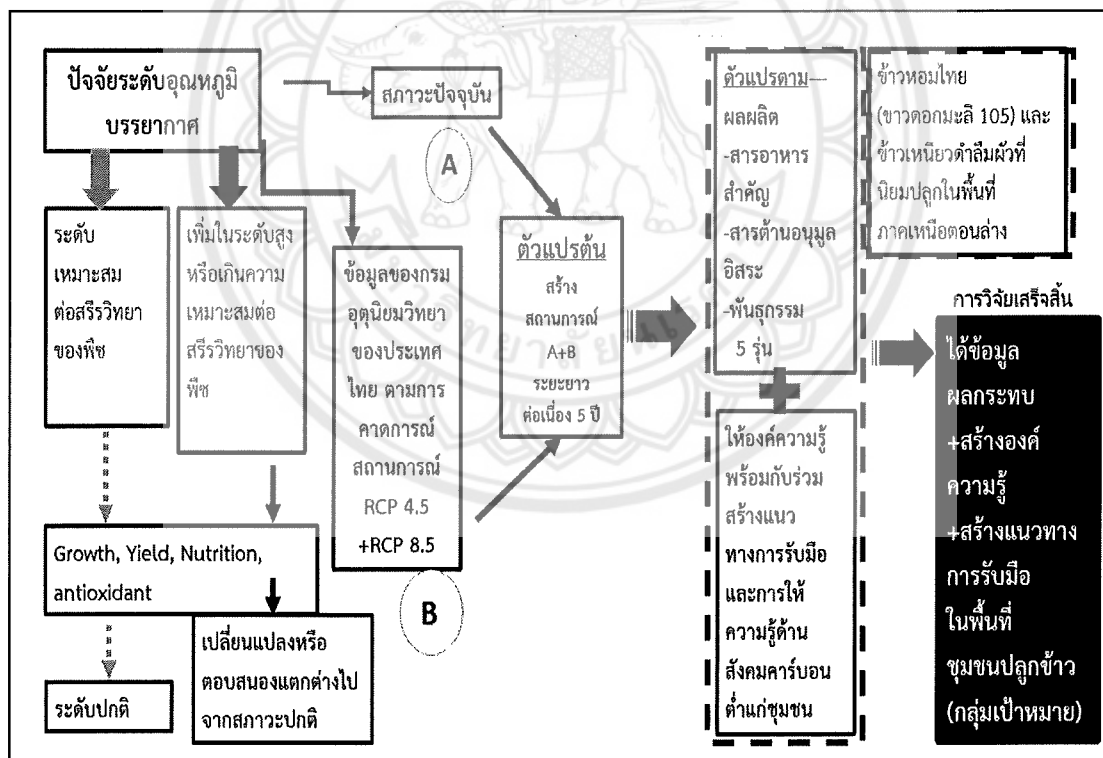 ปัจจัยระดับอุณหภูมิ
บรรยากาศ
สภาวะปัจจุบัน
A
ระดับ
เหมาะสม
ต่อสรีรวิทยา
ของพืช
เพิ่มในระดับสูง
หรือเกินความ
เหมาะสมต่อ
สรีรวิทยาของ
พืช
ข้อมูลของกรม
อุตุนิยมวิทยา
ของประเทศ
ไทย ตามการ
คาดการณ์
สถานการณ์
RCP 4.5
+RCP 8.5
B
Growth, Yield, Nutrition,
antioxidant
ระดับปกติ
เปลี่ยนแปลงหรือ
ตอบสนองแตกต่างไป
จากสภาวะปกติ
ตัวแปรต้น
สร้าง
สถานการณ์
A+B
ระยะยาว
ต่อเนื่อง 5 ปี
ตัวแปรตาม—
ผลผลิต
-สารอาหาร
สำคัญ
-สารต้านอนุมูล
อิสระ
-พันธุกรรม
5 รุ่น
ให้องค์ความรู้
พร้อมกับร่วม
สร้างแนว
ทางการรับมือ
และการให้
ความรู้ด้าน
สังคมคาร์บอน
ต่ำแก่ชุมชน
ข้าวหอมไทย
(ขาวดอกมะลิ 105) และ
ข้าวเหนียวดำลืมผัวที่
นิยมปลูกในพื้นที่
ภาคเหนือตอนล่าง
การวิจัยเสร็จสิ้น
ได้ข้อมูล
ผลกระทบ
+สร้างองค์
ความรู้
+สร้างแนวทาง
การรับมือ
ในพื้นที่
ชุมชนปลูกข้าว
(กลุ่มเป้าหมาย)